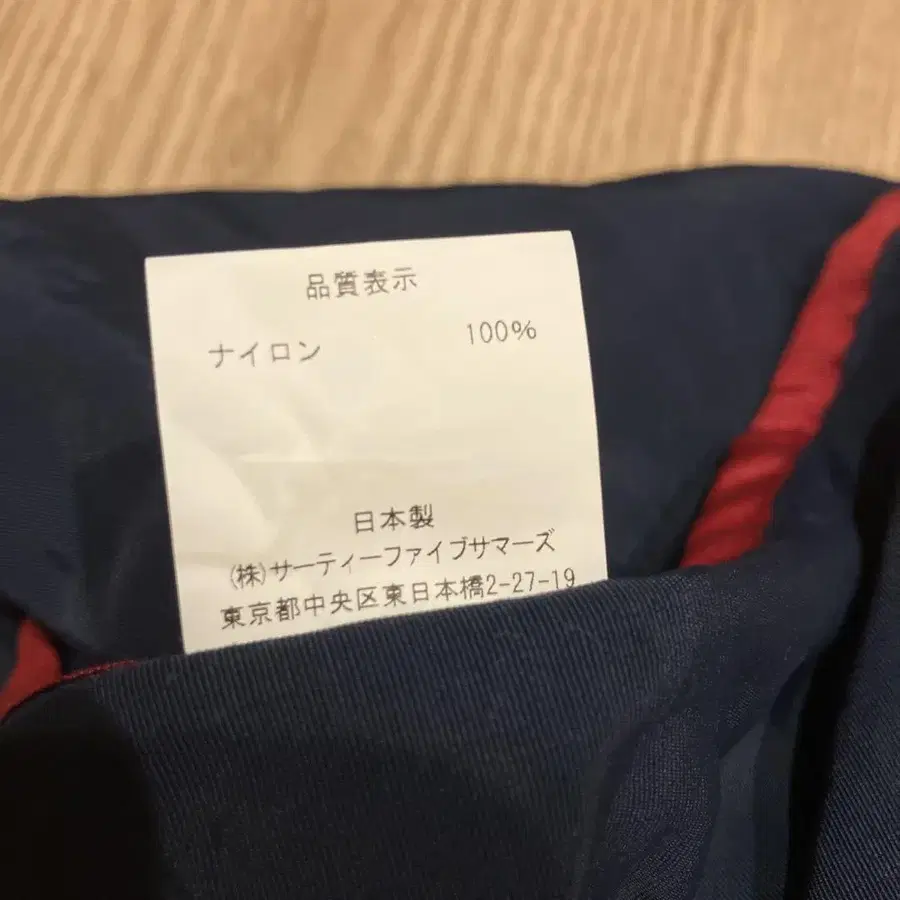 品質表示
ナイロン 100%
日本製
(株)サーティーファイブサマーズ
東京都中央区東日本橋2-27-19